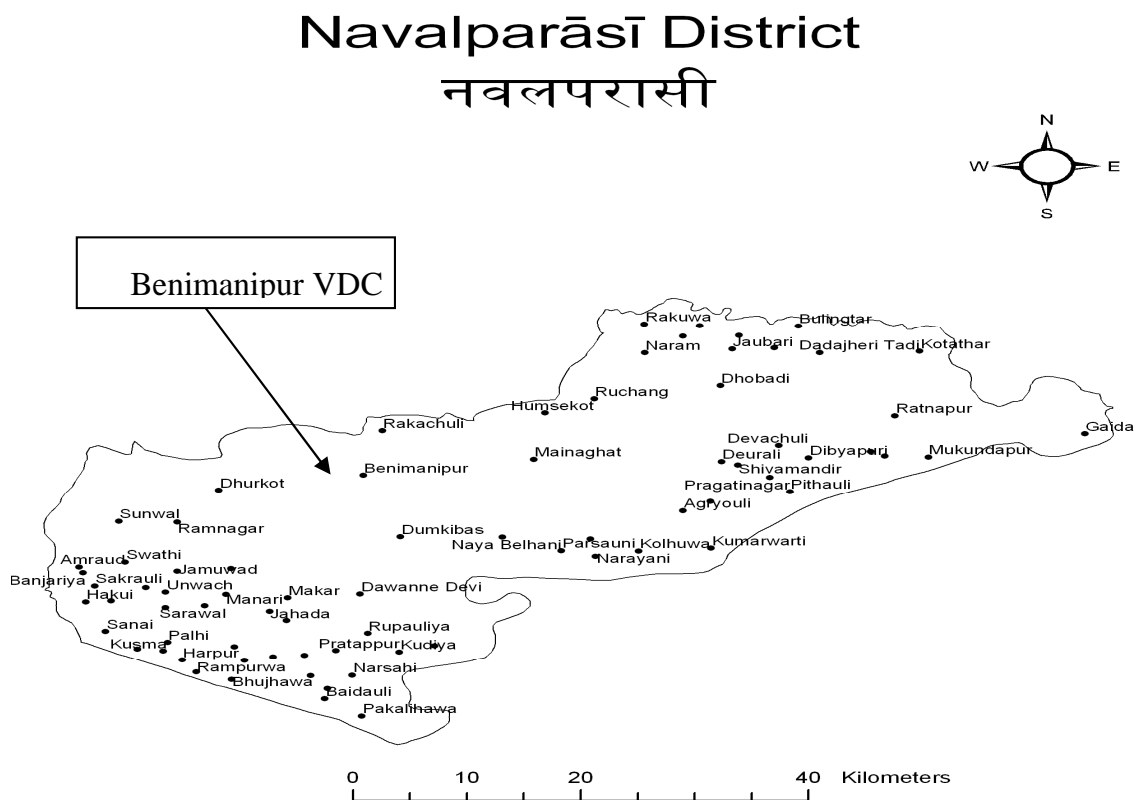 Navalparāsī District
नवलपरासी
N
W E
S
Benimanipur VDC
Rakuwa
Bulingtar
Naram
Jaubari
Dadajheri Tadi
Kotathar
Dhobadi
Ruchang
Humsekot
Ratnapur
Rakachuli
Gaida
Devachuli
Mainaghat
Deurali
Dibyapuri
Mukundapur
Benimanipur
Shivamandir
Dhurkot
Pragatinagar
Pithauli
Agryouli
Sunwal
Ramnagar
Dumkibas
Naya Belhani
Parsauni
Kolhuwa
Kumarwarti
Narayani
Amraud
Swathi
Jamuwad
Banjariya
Sakrauli
Unwach
Dawanne Devi
Hakui
Manari
Makar
Sarawal
Jahada
Sanai
Rupauliya
Palhi
Kusma
Pratappur
Kudiya
Harpur
Rampurwa
Narsahi
Bhujhawa
Baidauli
Pakalihawa
0 10 20 40 Kilometers